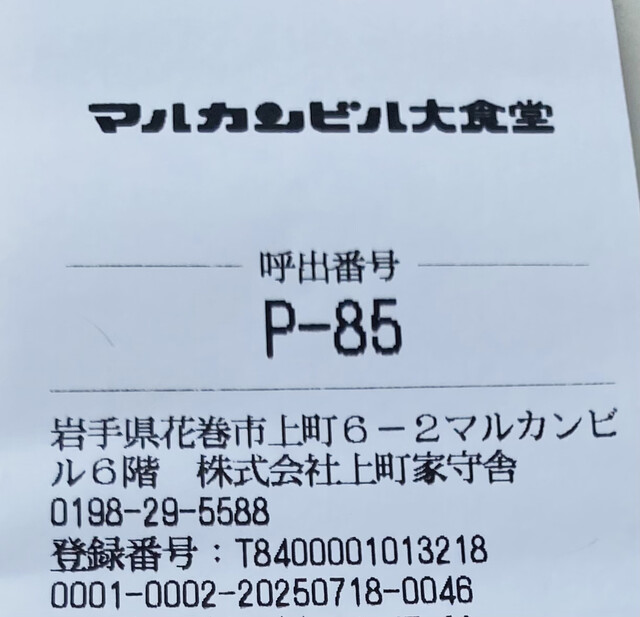 マルカンビル大食堂
呼出番号
P-85
岩手県花巻市上町6-2マルカンビ
ル6階 株式会社上町家守舎
0198-29-5588
登録番号:T8400001013218
0001-0002-20250718-0046